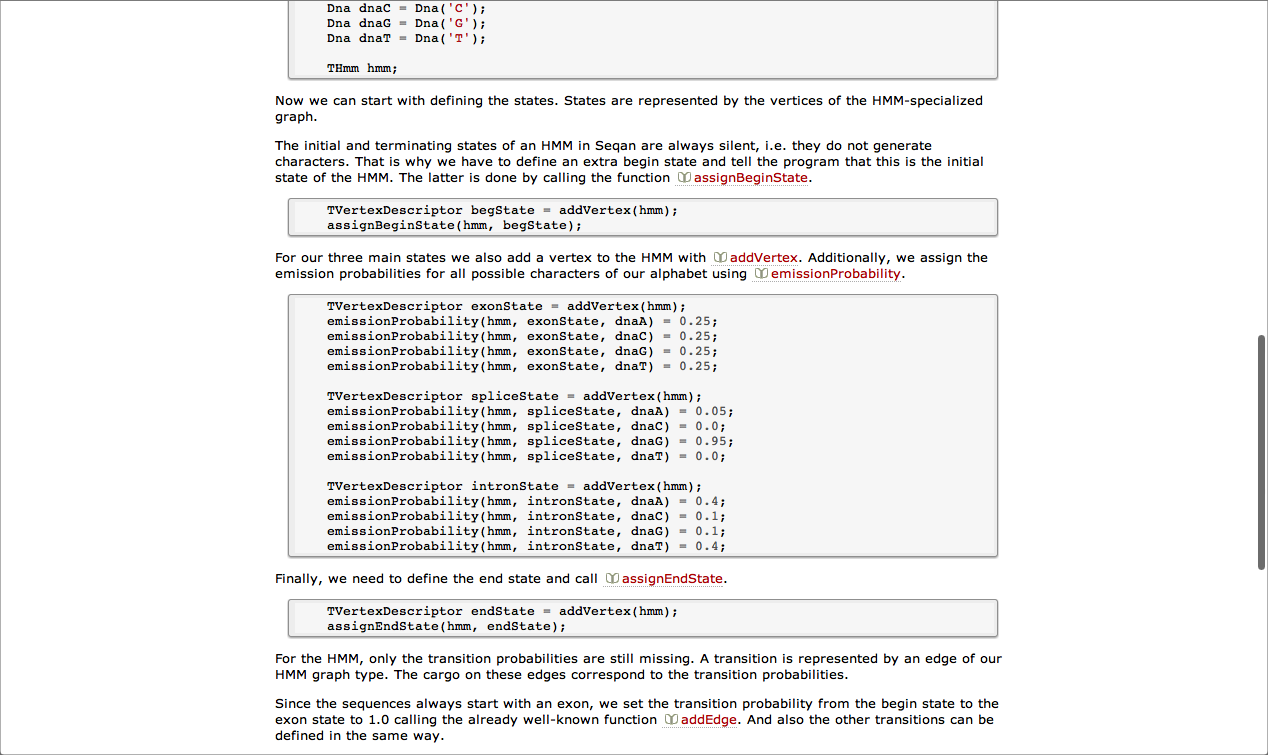 Dna dnaC = Dna('C');
Dna dnaG = Dna('G');
Dna dnaT = Dna('T');
THmm hmm;
Now we can start with defining the states. States are represented by the vertices of the HMM-specialized
graph.
The initial and terminating states of an HMM in Seqan are always silent, i.e. they do not generate
characters. That is why we have to define an extra begin state and tell the program that this is the initial
state of the HMM. The latter is done by calling the function assignBeginState.
TVertexDescriptor begState = addVertex(hmm);
assignBeginState(hmm, begState);
For our three main states we also add a vertex to the HMM with addVertex. Additionally, we assign the
emission probabilities for all possible characters of our alphabet using emissionProbability.
TVertexDescriptor exonState = addVertex(hmm);
emissionProbability(hmm, exonState, dnaA) = 0.25;
emissionProbability(hmm, exonState, dnaC) = 0.25;
emissionProbability(hmm, exonState, dnaG) = 0.25;
emissionProbability(hmm, exonState, dnaT) = 0.25;
TVertexDescriptor spliceState = addVertex(hmm);
emissionProbability(hmm, spliceState, dnaA) = 0.05;
emissionProbability(hmm, spliceState, dnaC) = 0.0;
emissionProbability(hmm, spliceState, dnaG) = 0.95;
emissionProbability(hmm, spliceState, dnaT) = 0.0;
TVertexDescriptor intronState = addVertex(hmm);
emissionProbability(hmm, intronState, dnaA) = 0.4;
emissionProbability(hmm, intronState, dnaC) = 0.1;
emissionProbability(hmm, intronState, dnaG) = 0.1;
emissionProbability(hmm, intronState, dnaT) = 0.4;
Finally, we need to define the end state and call assignEndState.
TVertexDescriptor endState = addVertex(hmm);
assignEndState(hmm, endState);
For the HMM, only the transition probabilities are still missing. A transition is represented by an edge of our
HMM graph type. The cargo on these edges correspond to the transition probabilities.
Since the sequences always start with an exon, we set the transition probability from the begin state to the
exon state to 1.0 calling the already well-known function addEdge. And also the other transitions can be
defined in the same way.